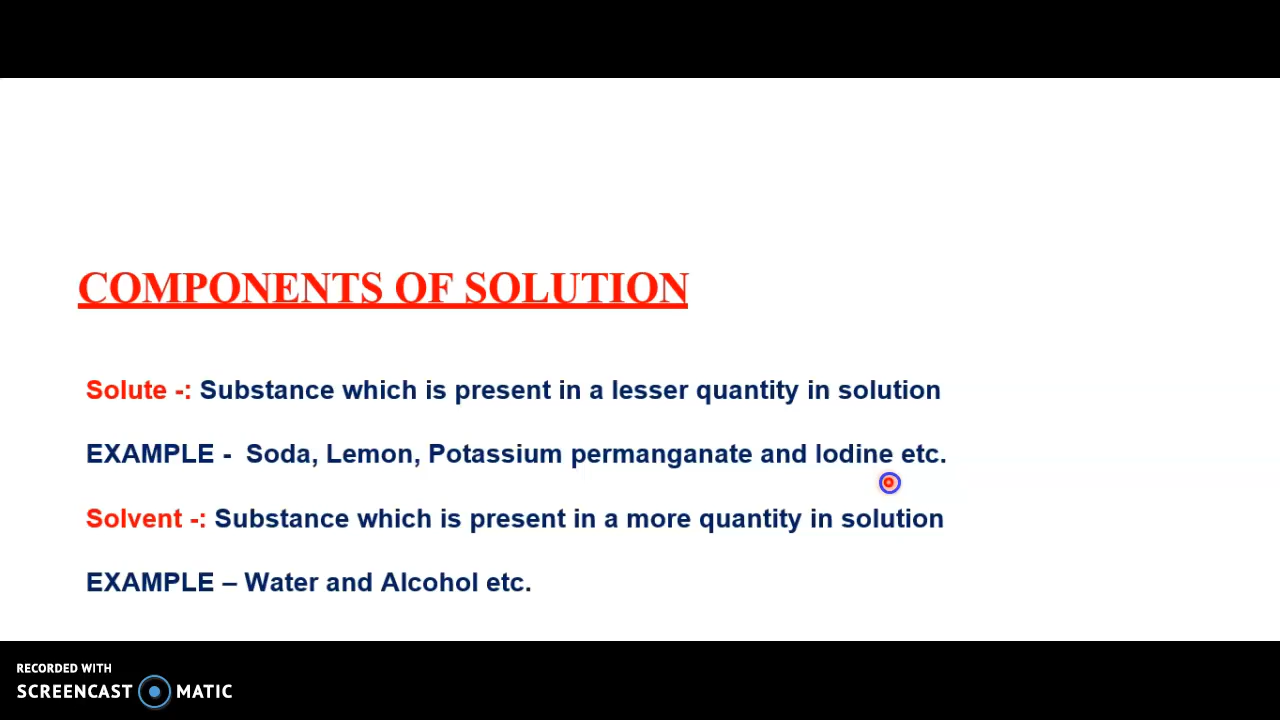 COMPONENTS OF SOLUTION
Solute -: Substance which is present in a lesser quantity in solution
EXAMPLE - Soda, Lemon, Potassium permanganate and Iodine etc.
Solvent -: Substance which is present in a more quantity in solution
EXAMPLE – Water and Alcohol etc.
RECORDED WITH
SCREENCAST MATIC